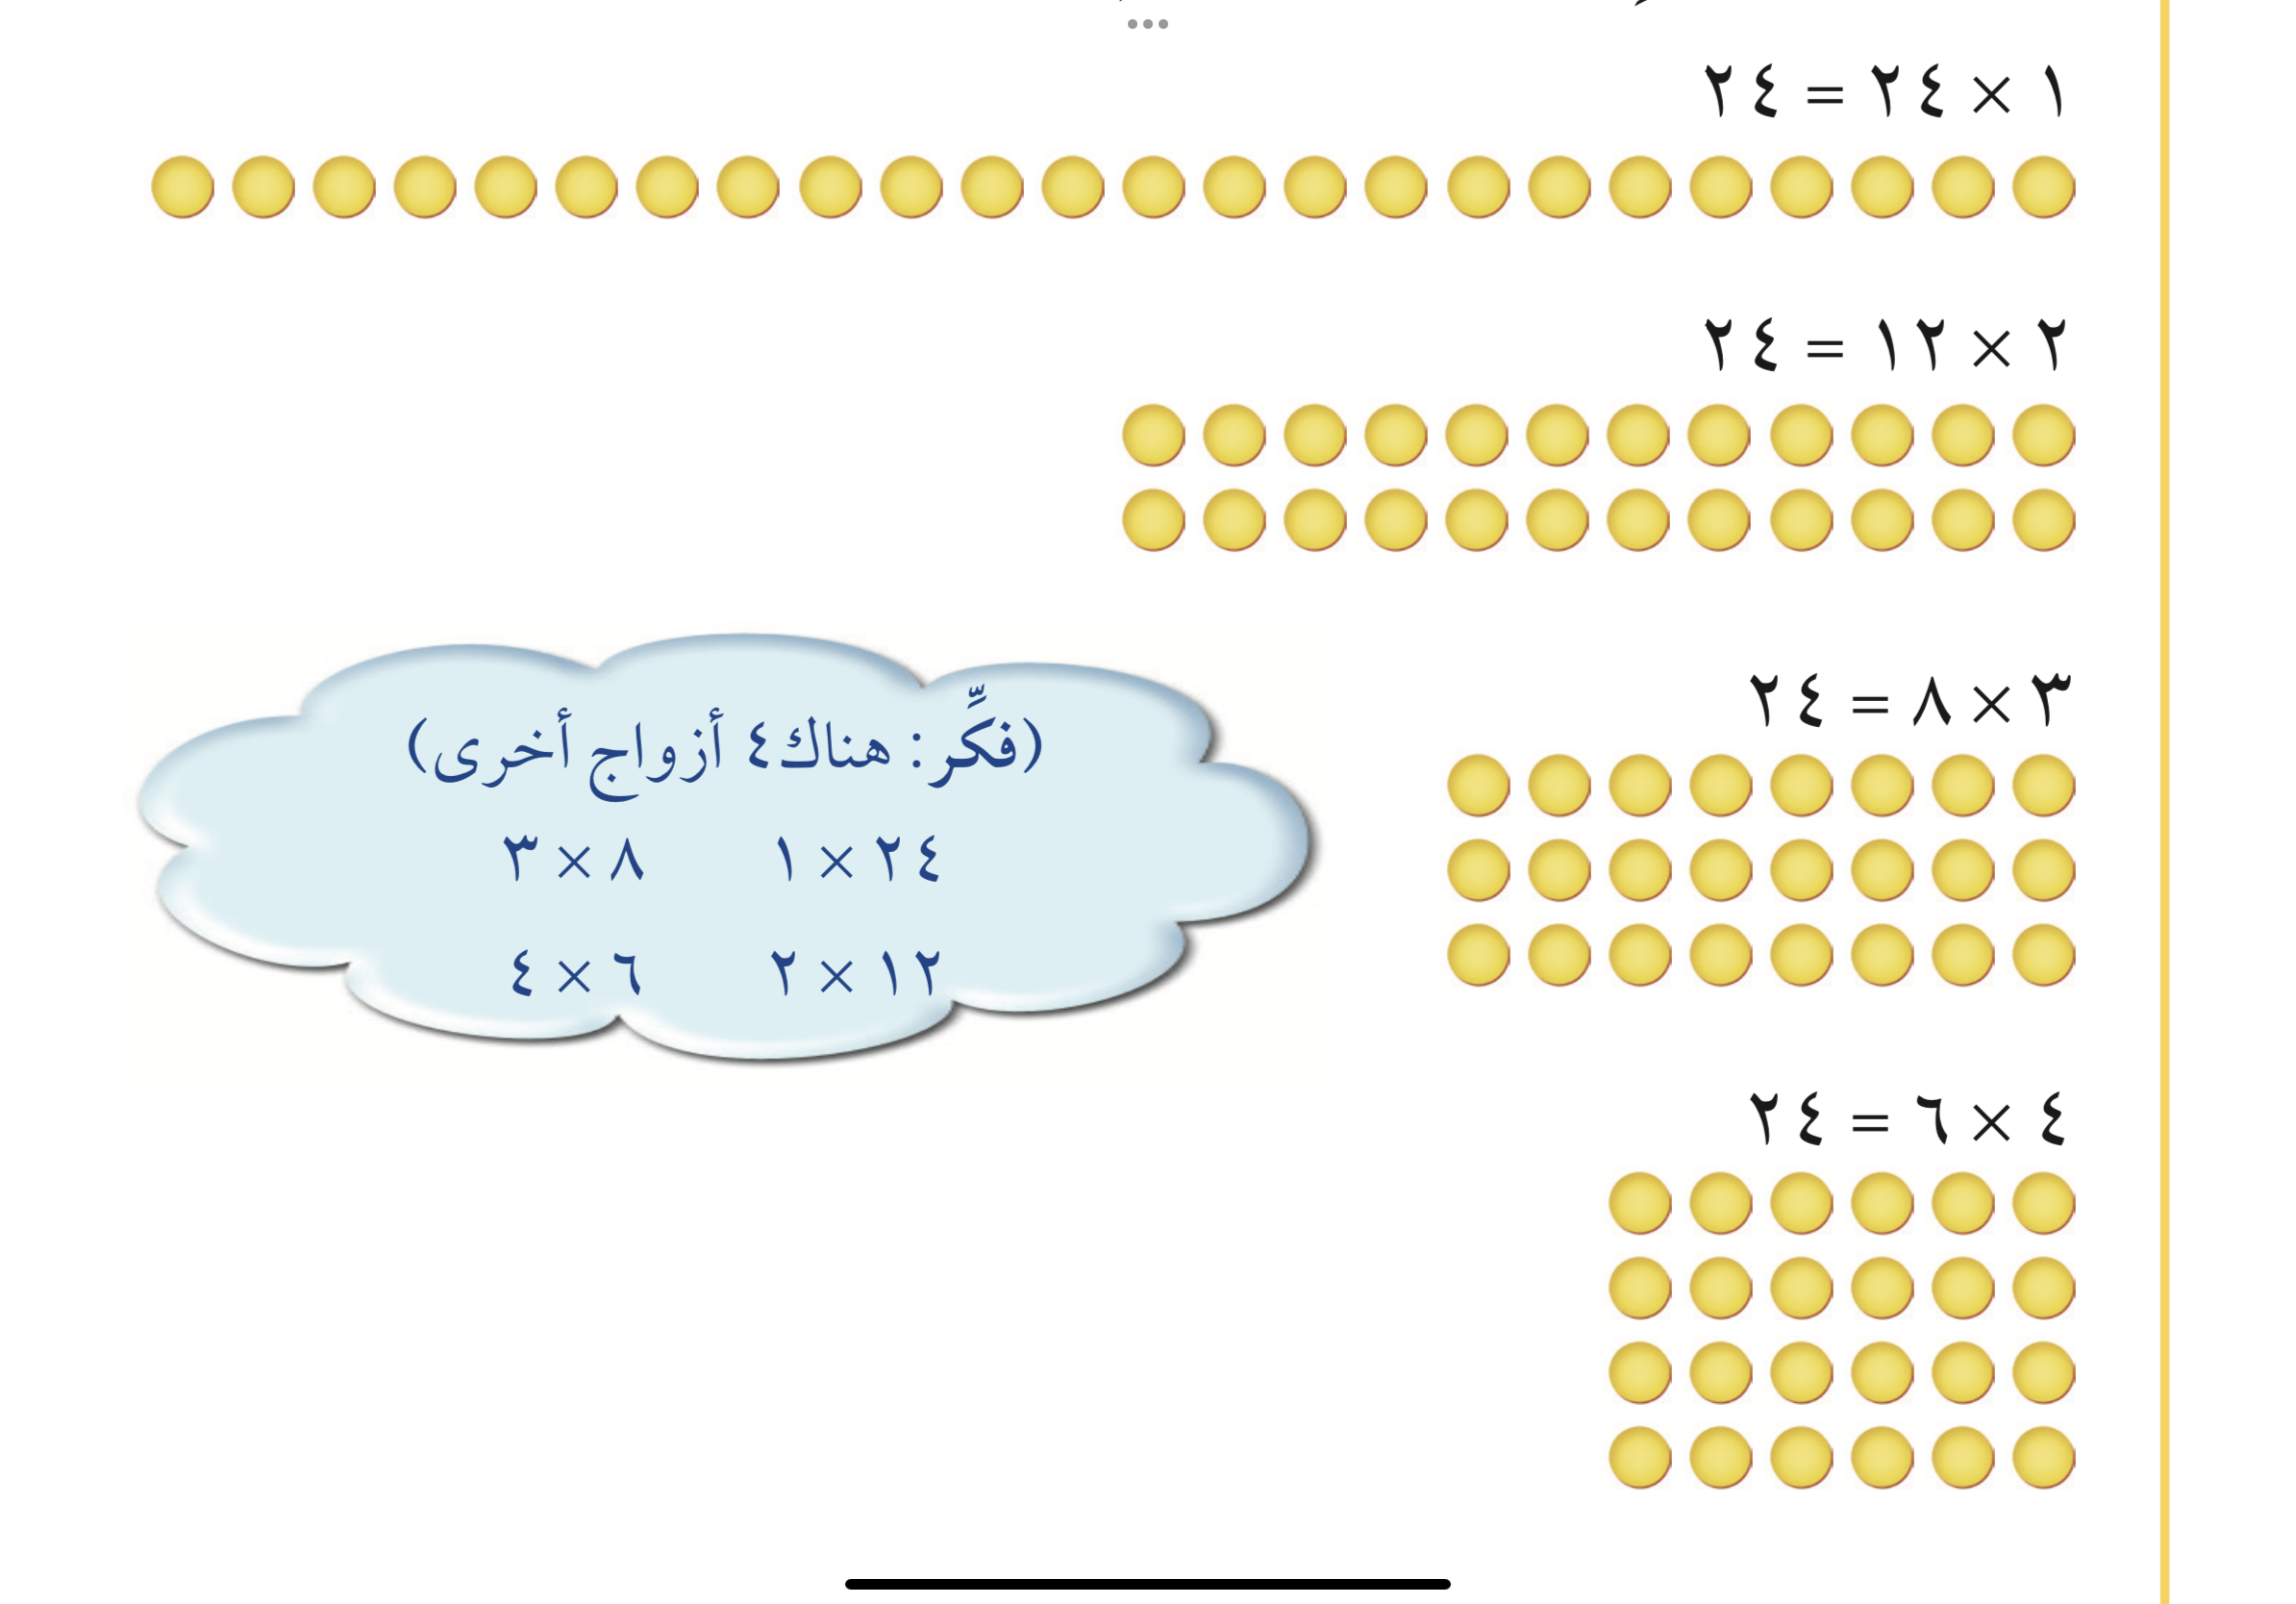 ١ × ٢٤ = ٢٤
٢ × ١٢ = ٢٤
٣ × ٨ = ٢٤
(فكِّر : هناك ٤ أزواج أخرى)
٢٤ × ١ ٨ × ٣
١٢ × ٢ ٦ × ٤
٤ × ٦ = ٢٤